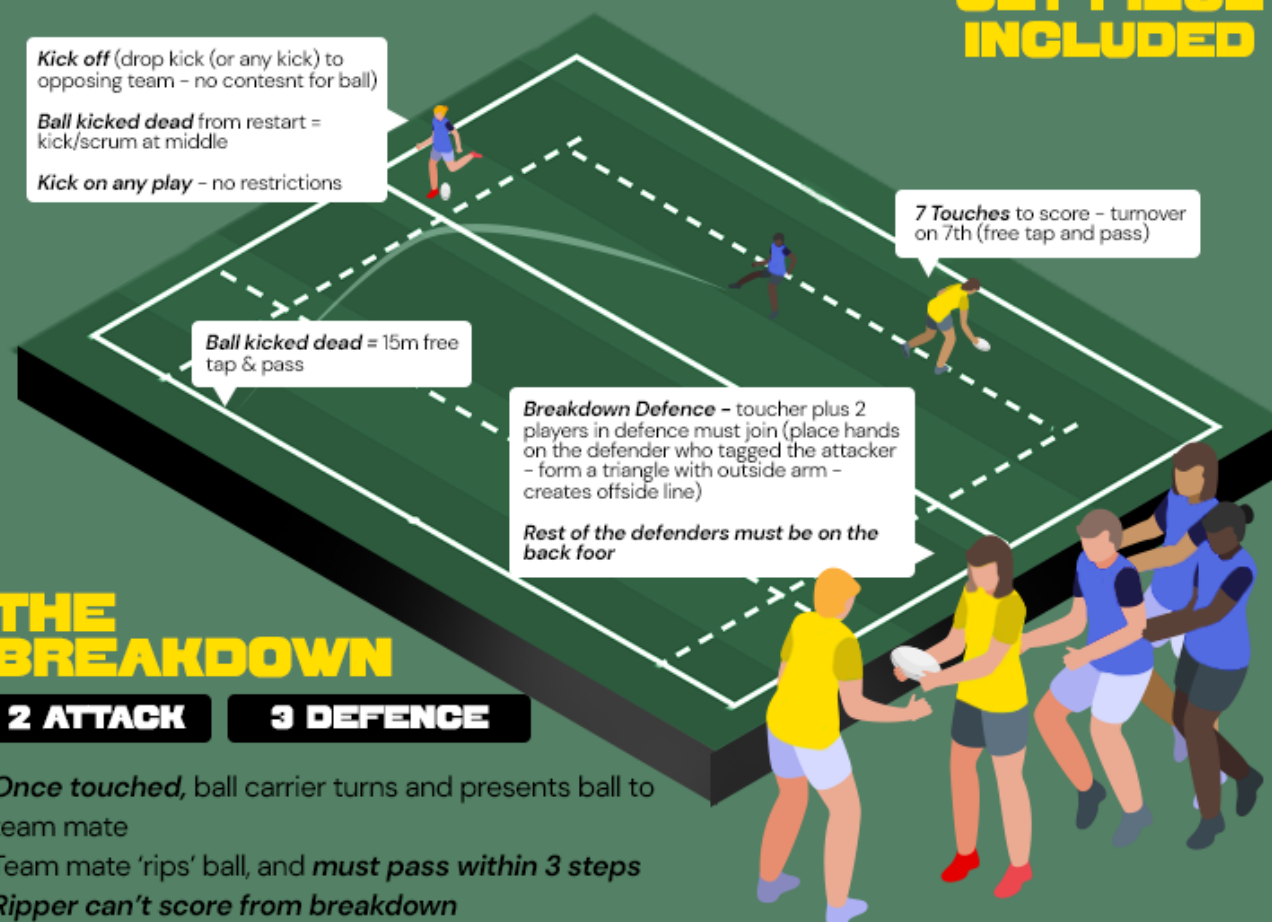 INCLUDED
Kick off (drop kick (or any kick) to
opposing team - no contesnt for ball)
Ball kicked dead from restart =
kick/scrum at middle
Kick on any play - no restrictions
7 Touches to score - turnover
on 7th (free tap and pass)
Ball kicked dead = 15m free
tap & pass
Breakdown Defence - toucher plus 2
players in defence must join (place hands
on the defender who tagged the attacker
- form a triangle with outside arm -
creates offside line)
Rest of the defenders must be on the
back foor
THE
BREAKDOWN
2 ATTACK
3 DEFENCE
Once touched, ball carrier turns and presents ball to
team mate
Team mate 'rips' ball, and must pass within 3 steps
Ripper can't score from breakdown